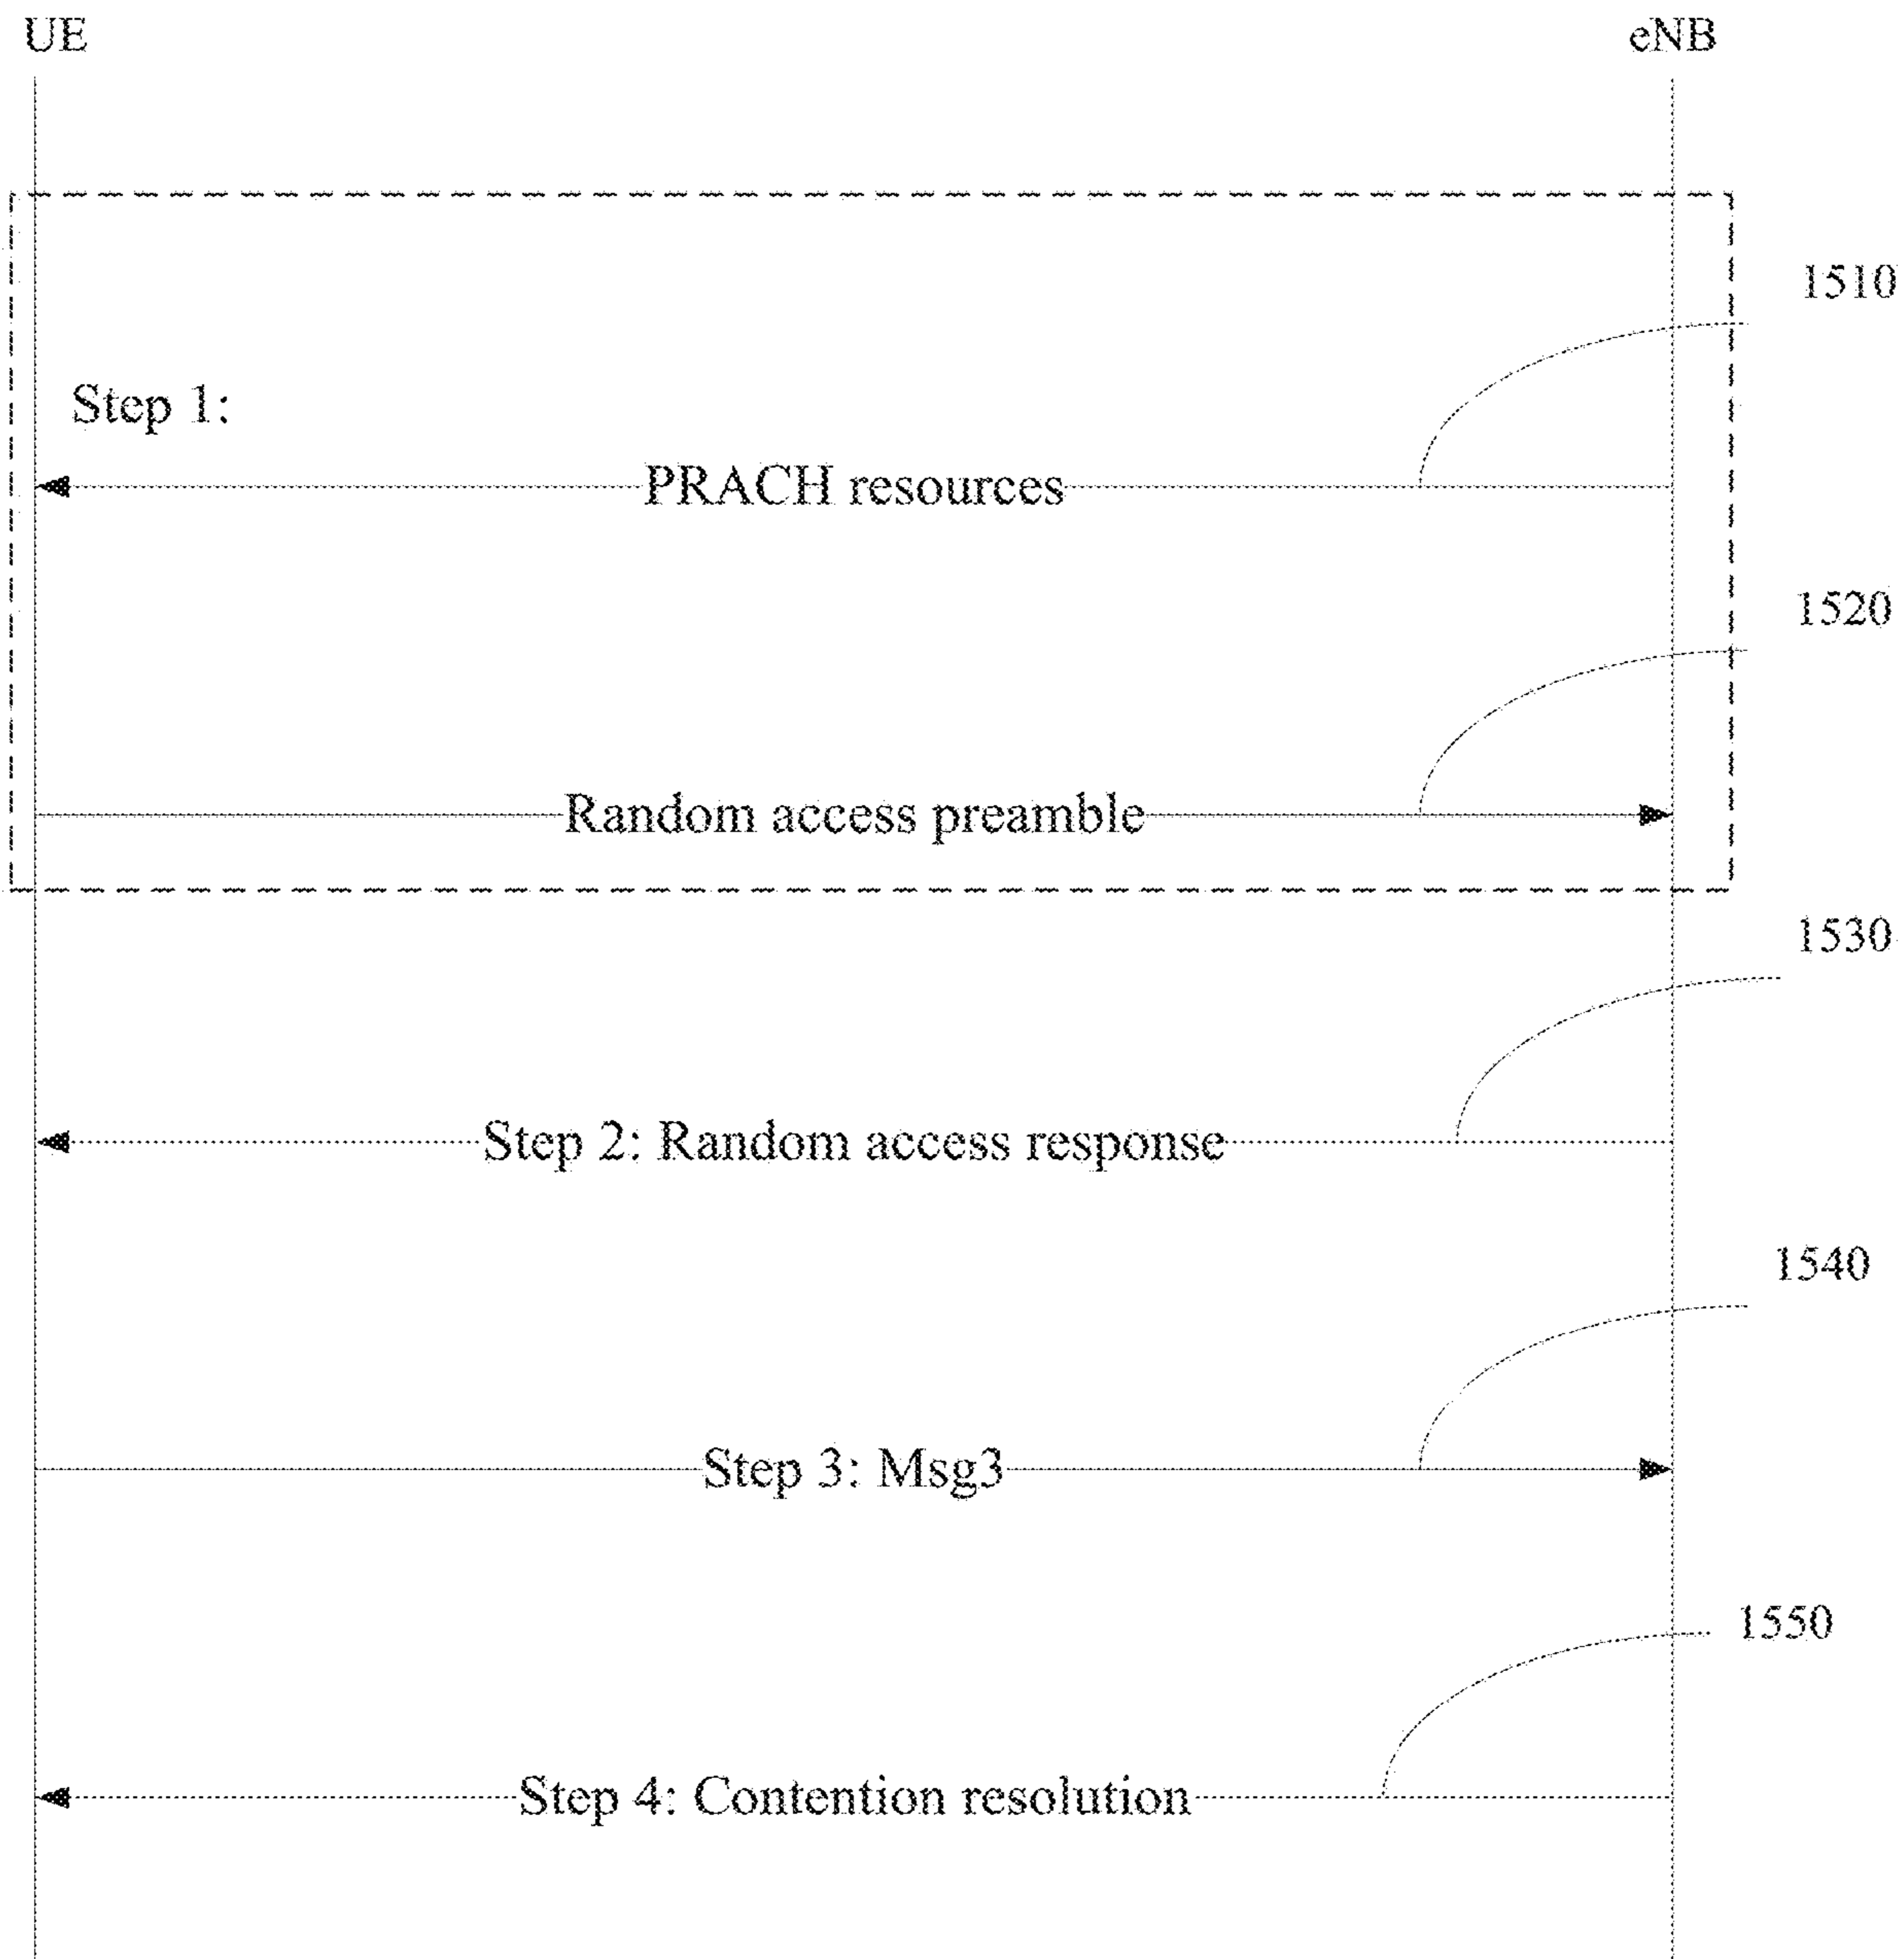 UE
eNB
1510
Step 1:
PRACH resources
1520
Random access preamble
1530
Step 2: Random access response
1540
Step 3: Msg3
1550
Step 4: Contention resolution